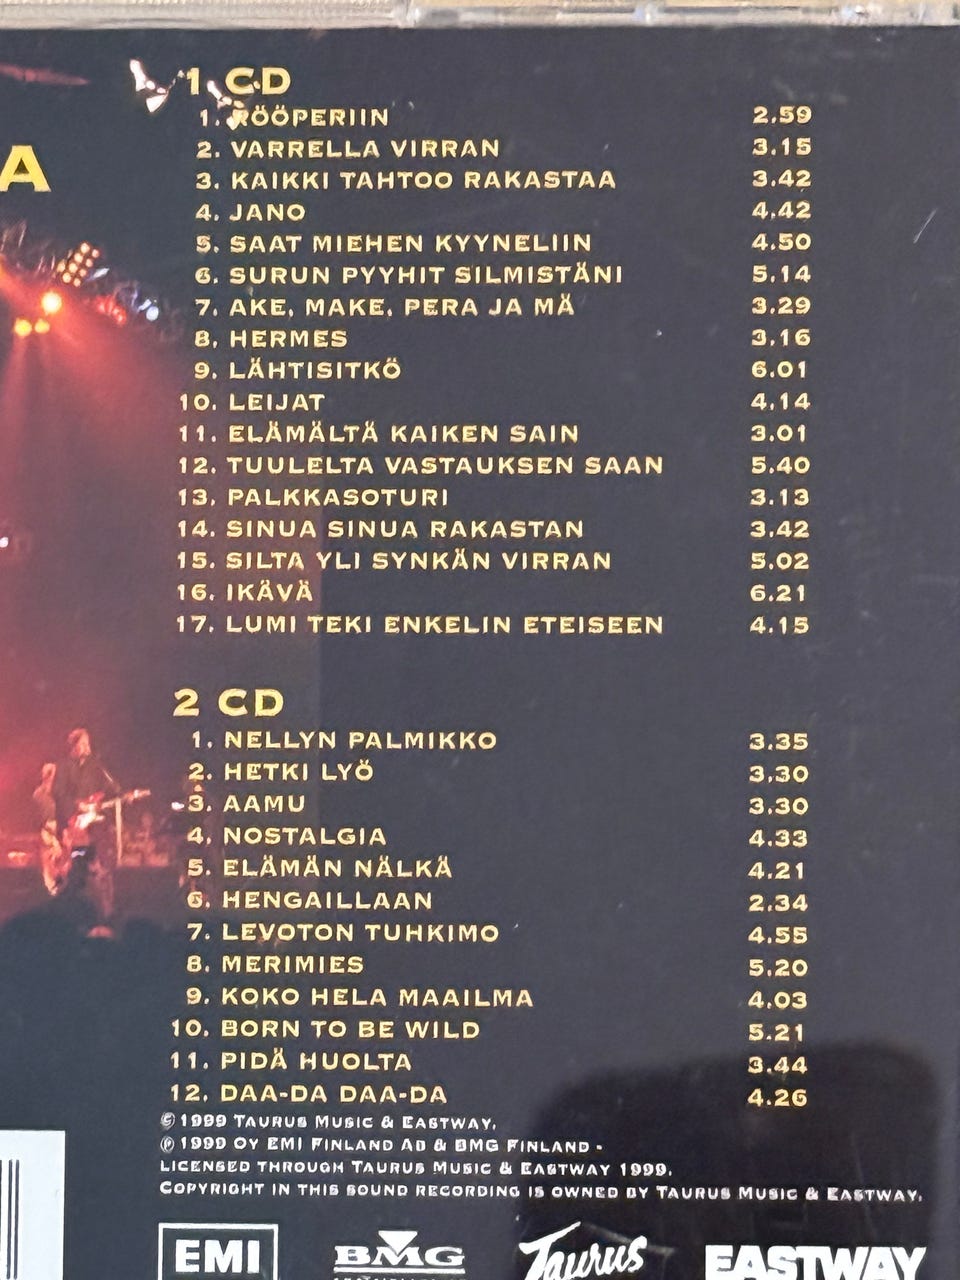 A
1 CD
1. RÖÖPERIIN 2.59
2. VARRELLA VIRRAN 3.15
3. KAIKKI TAHTOO RAKASTAA 3.42
4. JANO 4.42
5. SAAT MIEHEN KYYNELIIN 4.50
6. SURUN PYYHIT SILMISTÄNI 5.14
7. AKE, MAKE, PERA JA MÄ 3.29
8. HERMES 3.16
9. LÄHTISITKÖ 6.01
10. LEIJAT 4.14
11. ELÄMÄLTÄ KAIKEN SAIN 3.01
12. TUULELTA VASTAUKSEN SAAN 5.40
13. PALKKASOTURI 3.13
14. SINUA SINUA RAKASTAN 3.42
15. SILTA YLI SYNKÄN VIRRAN 5.02
16. IKÄVÄ 6.21
17. LUMI TEKI ENKELIN ETEISEEN 4.15
2 CD
1. NELLYN PALMIKKO 3.35
2. HETKI LYÖ 3.30
3. AAMU 3.30
4. NOSTALGIA 4.33
5. ELÄMÄN NÄLKÄ 4.21
6. HENGAILLAAN 2.34
7. LEVOTON TUHKIMO 4.55
8. MERIMIES 5.20
9. KOKO HELA MAAILMA 4.03
10. BORN TO BE WILD 5.21
11. PIDÄ HUOLTA 3.44
12. DAA-DA DAA-DA 4.26
© 1999 TAURUS MUSIC & EASTWAY.
℗ 1999 OY EMI FINLAND AB & BMG FINLAND -
LICENSED THROUGH TAURUS MUSIC & EASTWAY 1999.
COPYRIGHT IN THIS SOUND RECORDING IS OWNED BY TAURUS MUSIC & EASTWAY.
EMI BMG Taurus EASTWAY